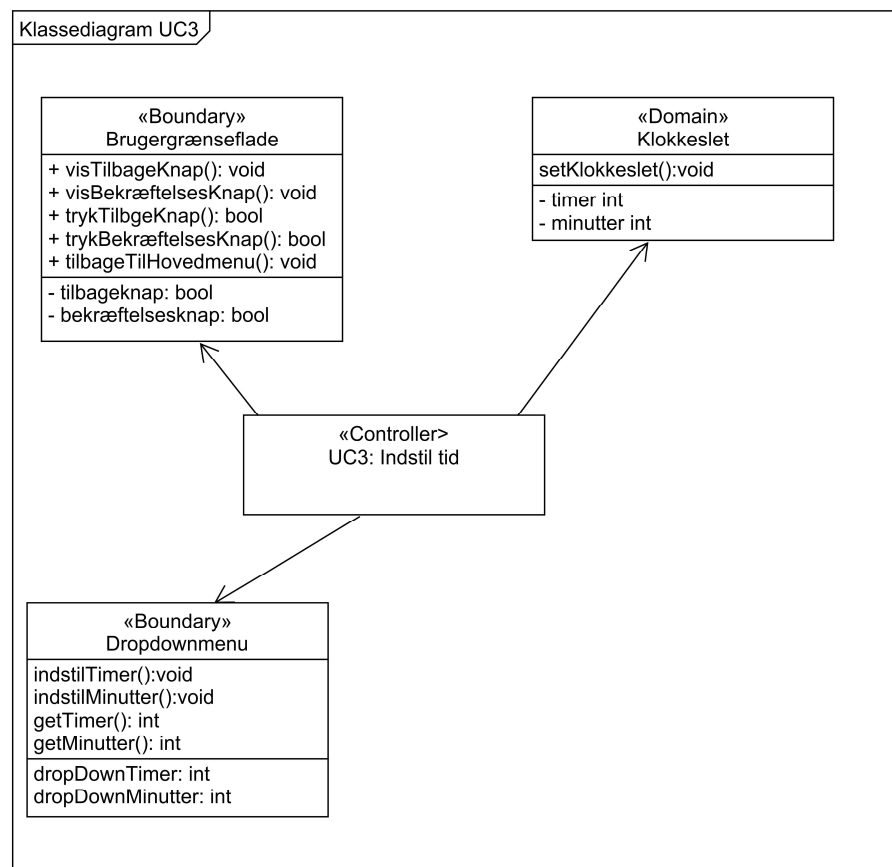 Klassediagram UC3
«Boundary»
Brugergrænseflade
+ visTilbageKnap(): void
+ visBekræftelsesKnap(): void
+ trykTilbgeKnap(): bool
+ trykBekræftelsesKnap(): bool
+ tilbageTilHovedmenu(): void
- tilbageknap: bool
- bekræftelsesknap: bool
«Domain»
Klokkeslet
setKlokkeslet():void
- timer int
- minutter int
«Controller>
UC3: Indstil tid
«Boundary»
Dropdownmenu
indstilTimer():void
indstilMinutter():void
getTimer(): int
getMinutter(): int
dropDownTimer: int
dropDownMinutter: int